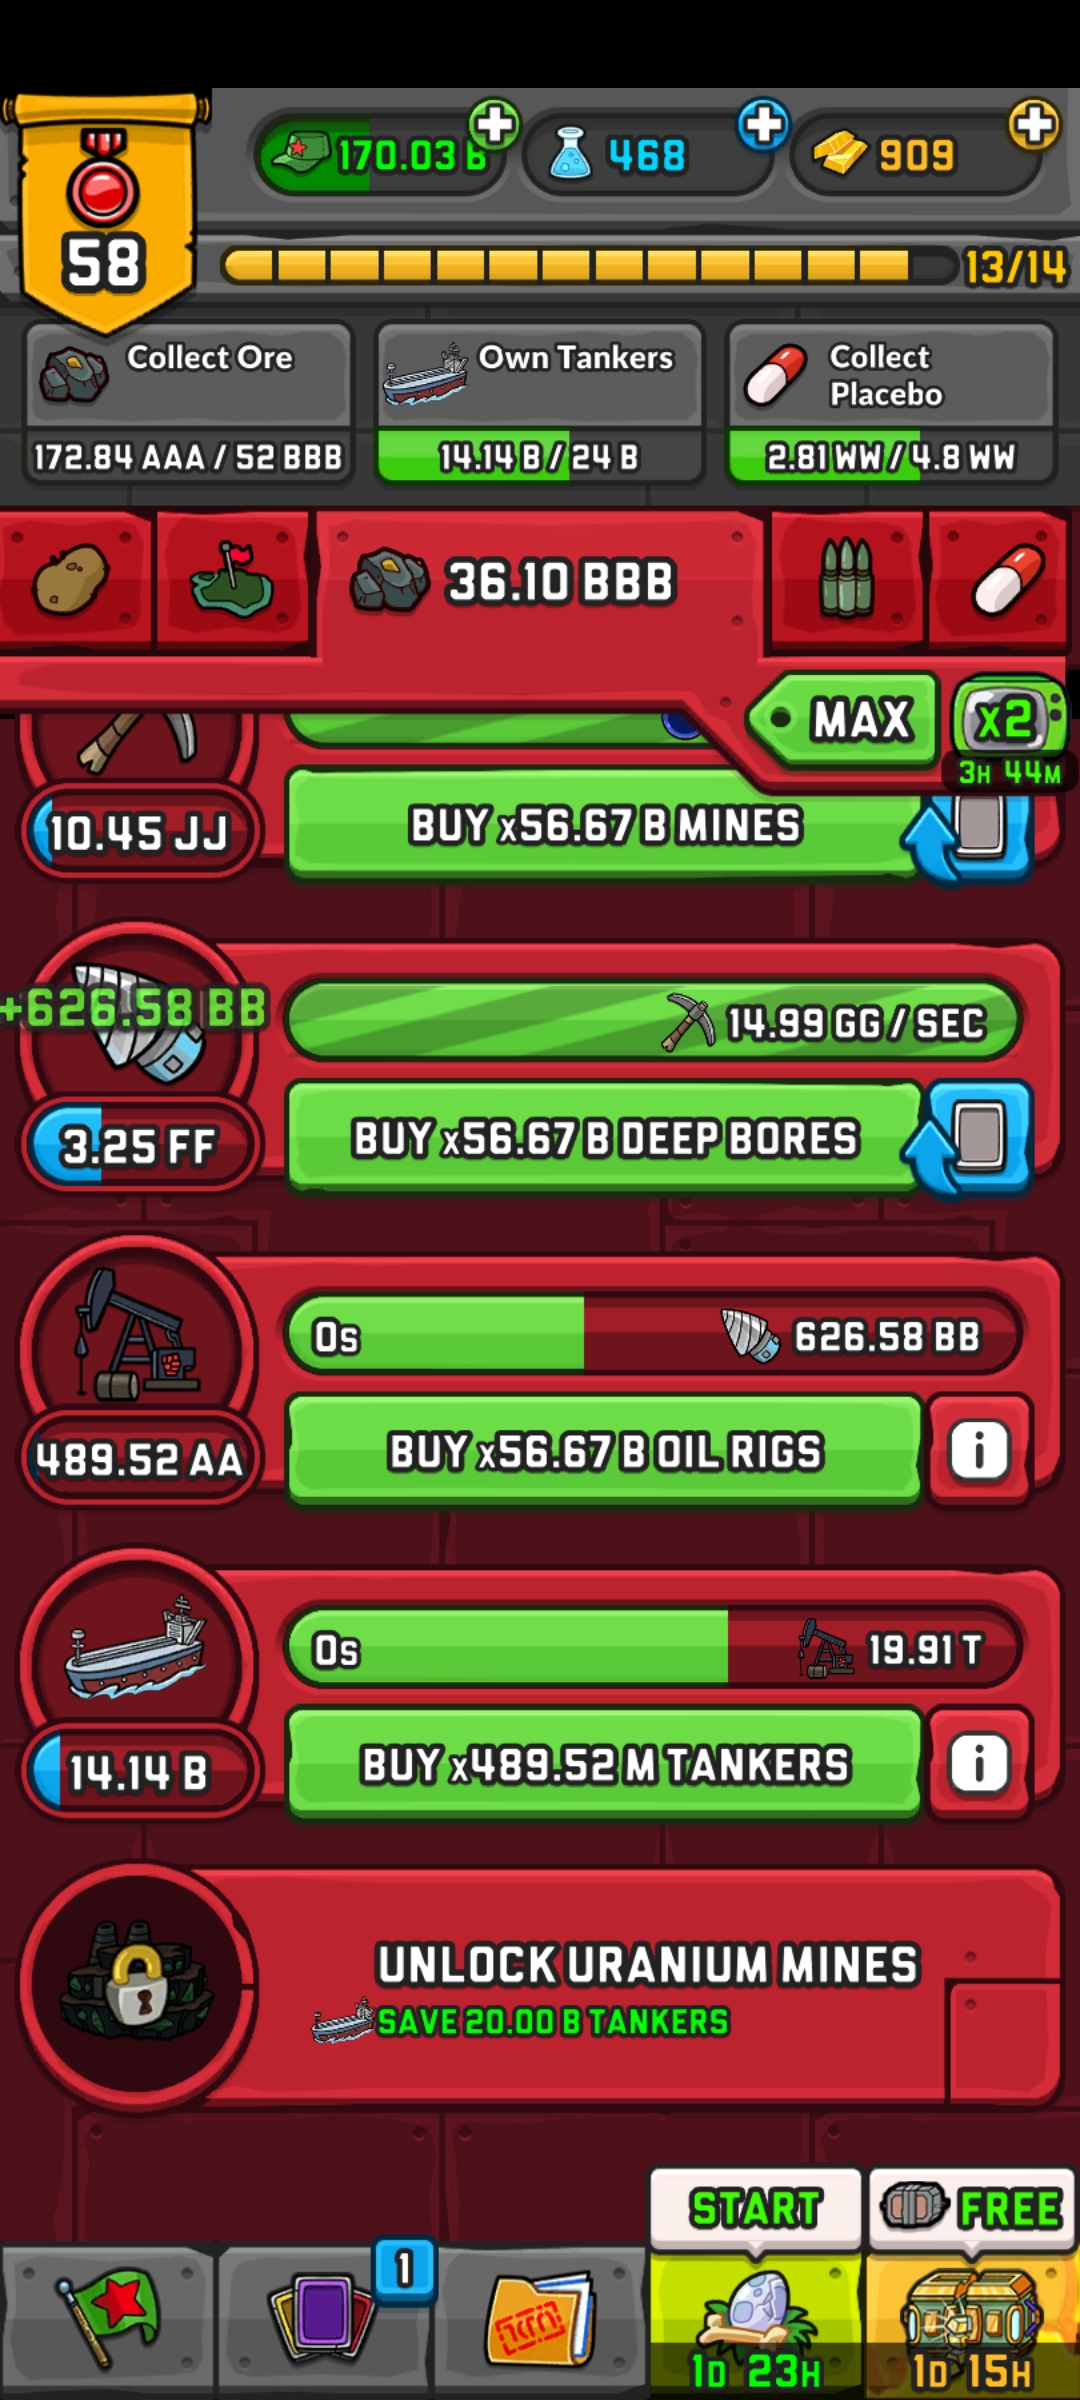 170.03 B
468
909
58
13/14
Collect Ore
172.84 AAA / 52 BBB
Own Tankers
14.14 B / 24 B
Collect
Placebo
2.81 WW / 4.8 WW
36.10 BBB
MAX
x2
3H 44M
10.45 JJ
BUY x56.67 B MINES
+626.58 BB
14.99 GG / SEC
3.25 FF
BUY x56.67 B DEEP BORES
0s
626.58 BB
489.52 AA
BUY x56.67 B OIL RIGS
i
0s
19.91 T
14.14 B
BUY x489.52 M TANKERS
i
UNLOCK URANIUM MINES
SAVE 20.00 B TANKERS
START
FREE
1
1D 23H
1D 15H